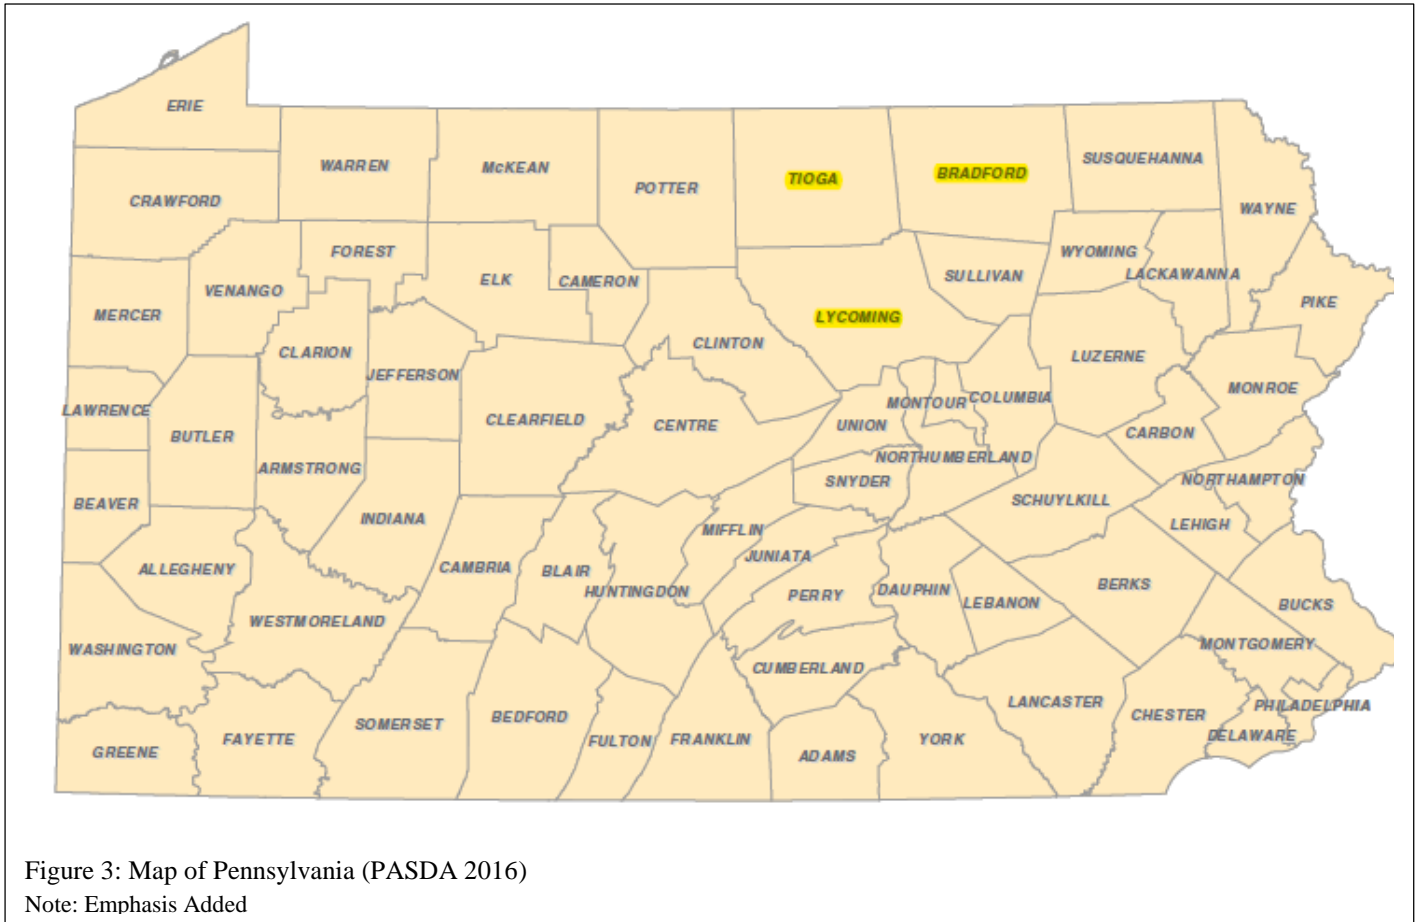 ERIE
WARREN
McKEAN
POTTER
TIOGA
BRADFORD
SUSQUEHANNA
WAYNE
CRAWFORD
FOREST
ELK
CAMERON
SULLIVAN
WYOMING
LACKAWANNA
PIKE
VENANGO
MERCER
LYCOMING
CLINTON
CLARION
JEFFERSON
LUZERNE
MONROE
LAWRENCE
BUTLER
CLEARFIELD
CENTRE
UNION
MONTOUR
COLUMBIA
CARBON
ARMSTRONG
NORTHUMBERLAND
SNYDER
NORTHAMPTON
BEAVER
INDIANA
SCHUYLKILL
LEHIGH
MIFFLIN
JUNIATA
ALLEGHENY
CAMBRIA
BLAIR
HUNTINGDON
PERRY
DAUPHIN
LEBANON
BERKS
BUCKS
WESTMORELAND
WASHINGTON
CUMBERLAND
MONTGOMERY
LANCASTER
CHESTER
PHILADELPHIA
DELAWARE
GREENE
FAYETTE
SOMERSET
BEDFORD
FULTON
FRANKLIN
ADAMS
YORK
Figure 3: Map of Pennsylvania (PASDA 2016)
Note: Emphasis Added